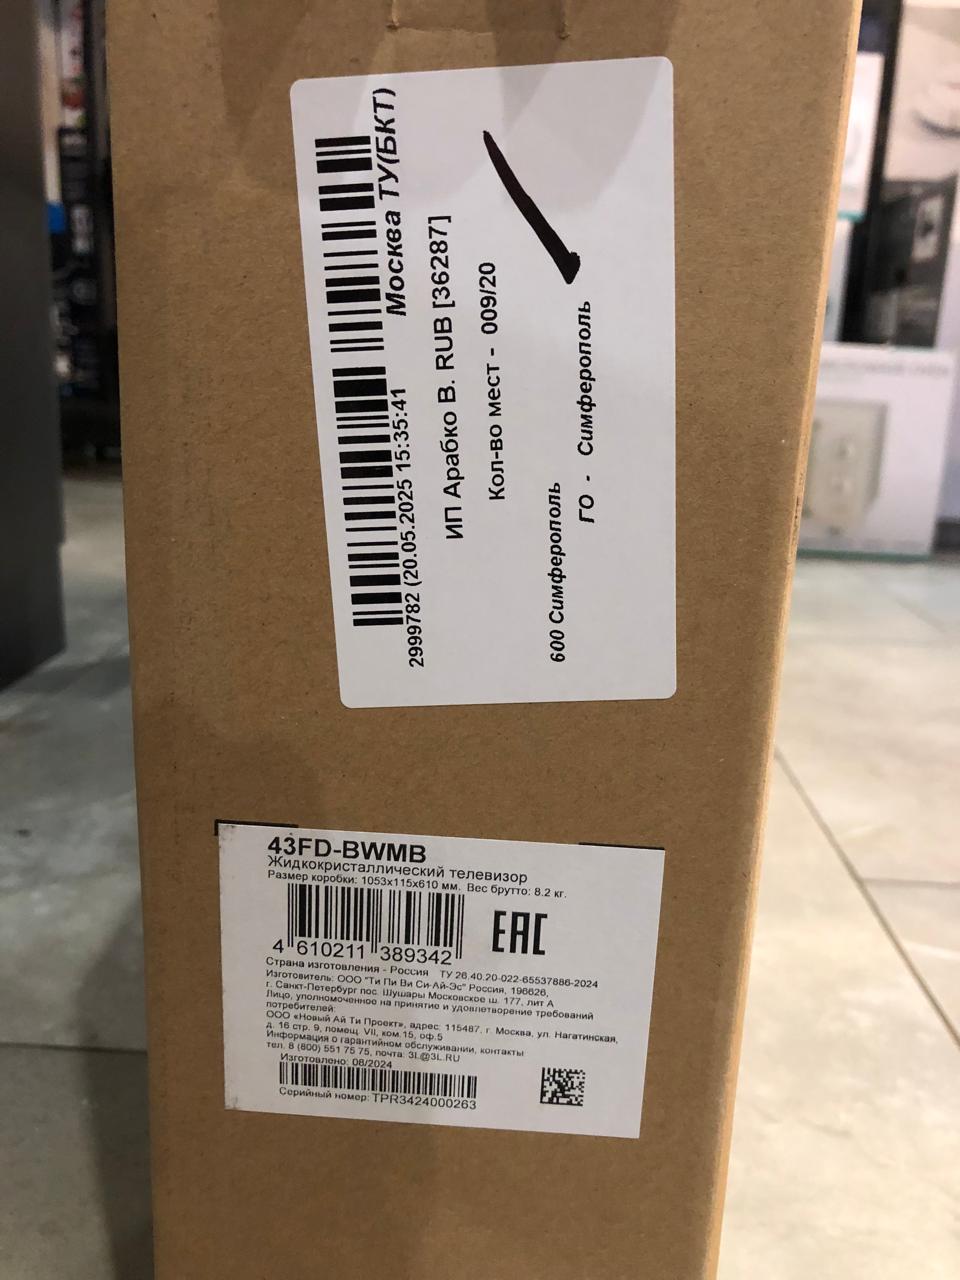 Москва ТУ(БКТ)
2999782 (20.05.2025 15:35:41
ИП Арабко В. RUB [36287]
Кол-во мест - 009/20
600 Симферополь
ГО - Симферополь
43FD-BWMB
Жидкокристаллический телевизор
Размер коробки: 1053x115x610 мм. Вес брутто: 8.2 кг.
EAC
4 610211 389342
Страна изготовления - Россия ТУ 26.40.20-022-65537886-2024
Изготовитель: ООО "Ти Пи Ви Си-Ай-Эс" Россия, 196626,
г. Санкт-Петербург пос. Шушары Московское ш. 177, лит А
Лицо, уполномоченное на принятие и удовлетворение требований
потребителей:
ООО «Новый Ай Ти Проект», адрес: 115487, г. Москва, ул. Нагатинская,
д. 16 стр. 9, помещ. VII, ком.15, оф.5
Информация о гарантийном обслуживании, контакты
тел. 8 (800) 551 75 75, почта: 3L@3L.RU
Изготовлено: 08/2024
Серийный номер: TPR3424000263